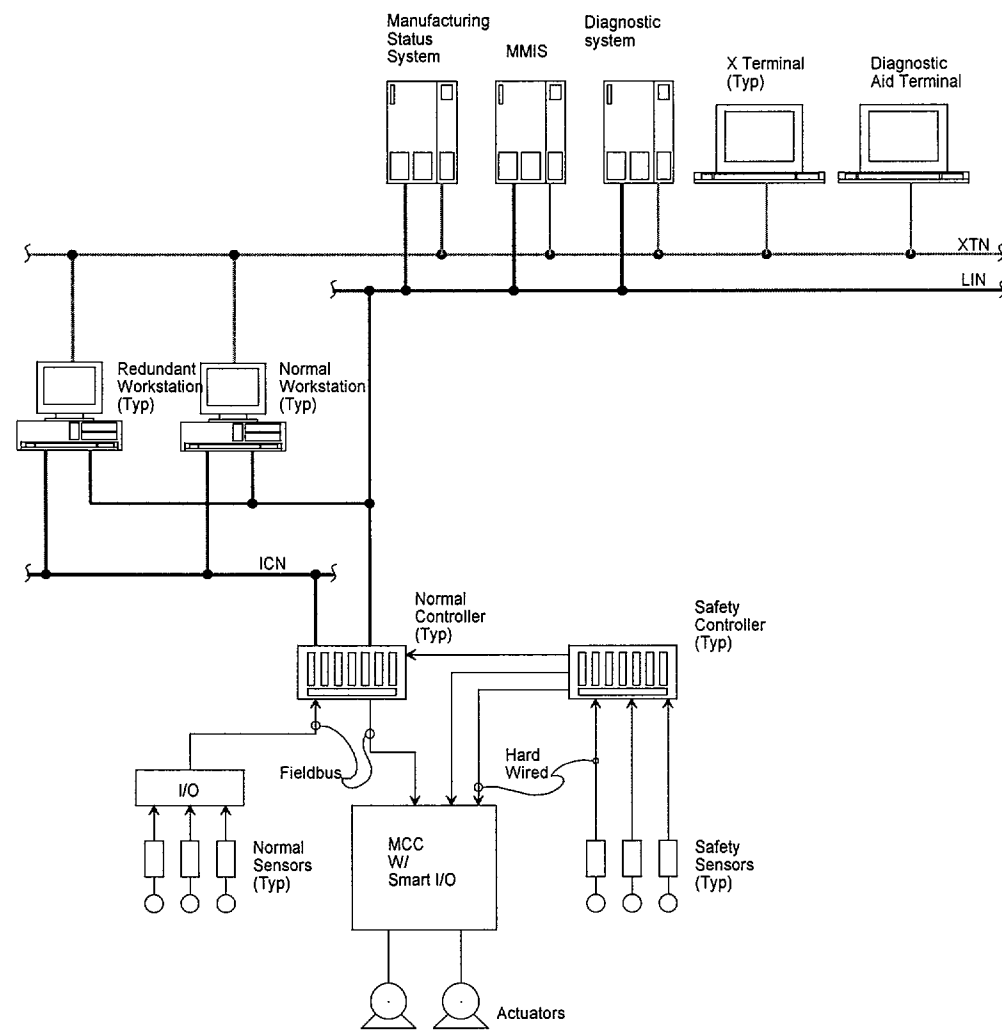 Manufacturing
Status
System
MMIS
Diagnostic
system
X Terminal
(Typ)
Diagnostic
Aid Terminal
XTN
LIN
Redundant
Workstation
(Typ)
Normal
Workstation
(Typ)
ICN
Normal
Controller
(Typ)
Safety
Controller
(Typ)
Fieldbus
Hard
Wired
I/O
Normal
Sensors
(Typ)
MCC
W/
Smart I/O
Safety
Sensors
(Typ)
Actuators